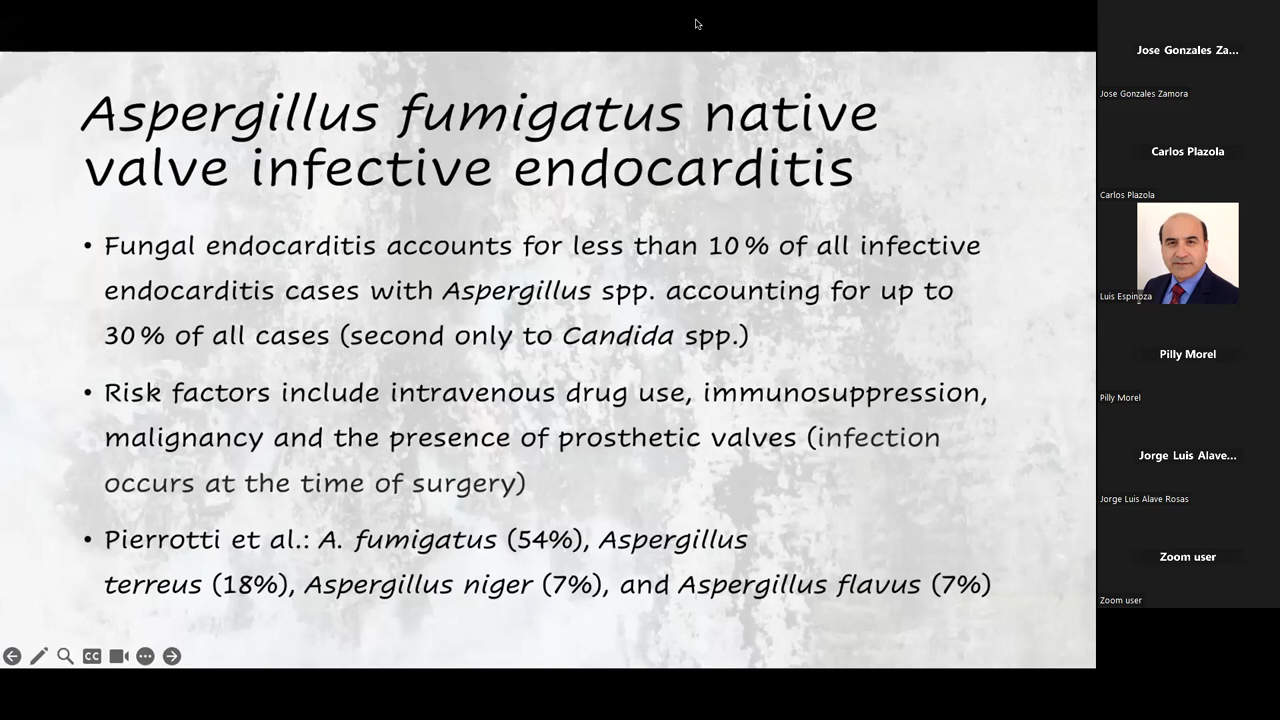 Aspergillus fumigatus native
valve infective endocarditis
• Fungal endocarditis accounts for less than 10 % of all infective
endocarditis cases with Aspergillus spp. accounting for up to
30 % of all cases (second only to Candida spp.)
• Risk factors include intravenous drug use, immunosuppression,
malignancy and the presence of prosthetic valves (infection
occurs at the time of surgery)
• Pierrotti et al.: A. fumigatus (54%), Aspergillus
terreus (18%), Aspergillus niger (7%), and Aspergillus flavus (7%)
CC
Jose Gonzales Za...
Jose Gonzales Zamora
Carlos Plazola
Carlos Plazola
Luis Espinoza
Pilly Morel
Pilly Morel
Jorge Luis Alave...
Jorge Luis Alave Rosas
Zoom user
Zoom user